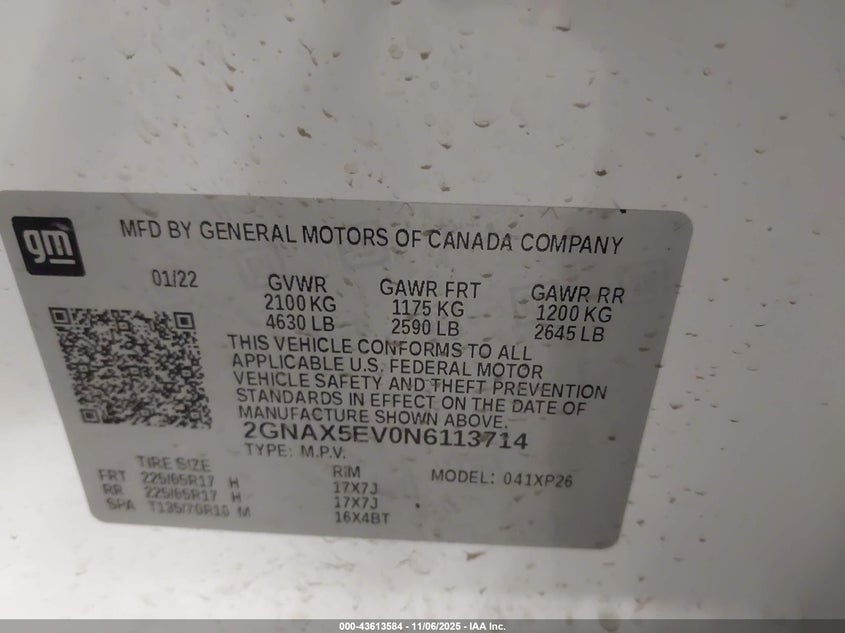 gm
MFD BY GENERAL MOTORS OF CANADA COMPANY
01/22
GVWR
2100 KG
4630 LB
GAWR FRT
1175 KG
2590 LB
GAWR RR
1200 KG
2645 LB
THIS VEHICLE CONFORMS TO ALL
APPLICABLE U.S. FEDERAL MOTOR
VEHICLE SAFETY AND THEFT PREVENTION
STANDARDS IN EFFECT ON THE DATE OF
MANUFACTURE SHOWN ABOVE.
2GNAX5EV0N6113714
TYPE: M.P.V.
MODEL: 041XP26
TIRE SIZE RIM
FRT 225/65R17 H 17X7J
RR 225/65R17 H 17X7J
SPA T135/70R16 M 16X4BT
000-43613584 - 11/06/2025 - IAA Inc.